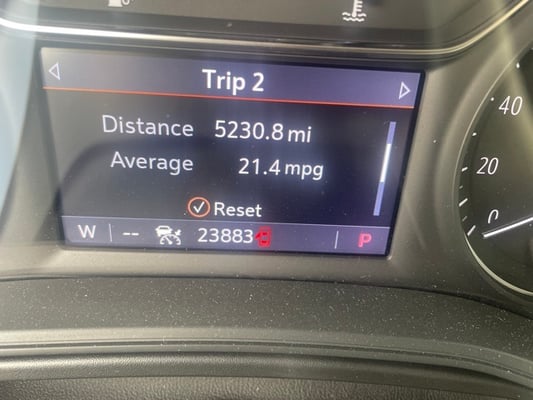 Trip 2
Distance 5230.8 mi
Average 21.4 mpg
Reset
W -- 23883 P
40
20
0